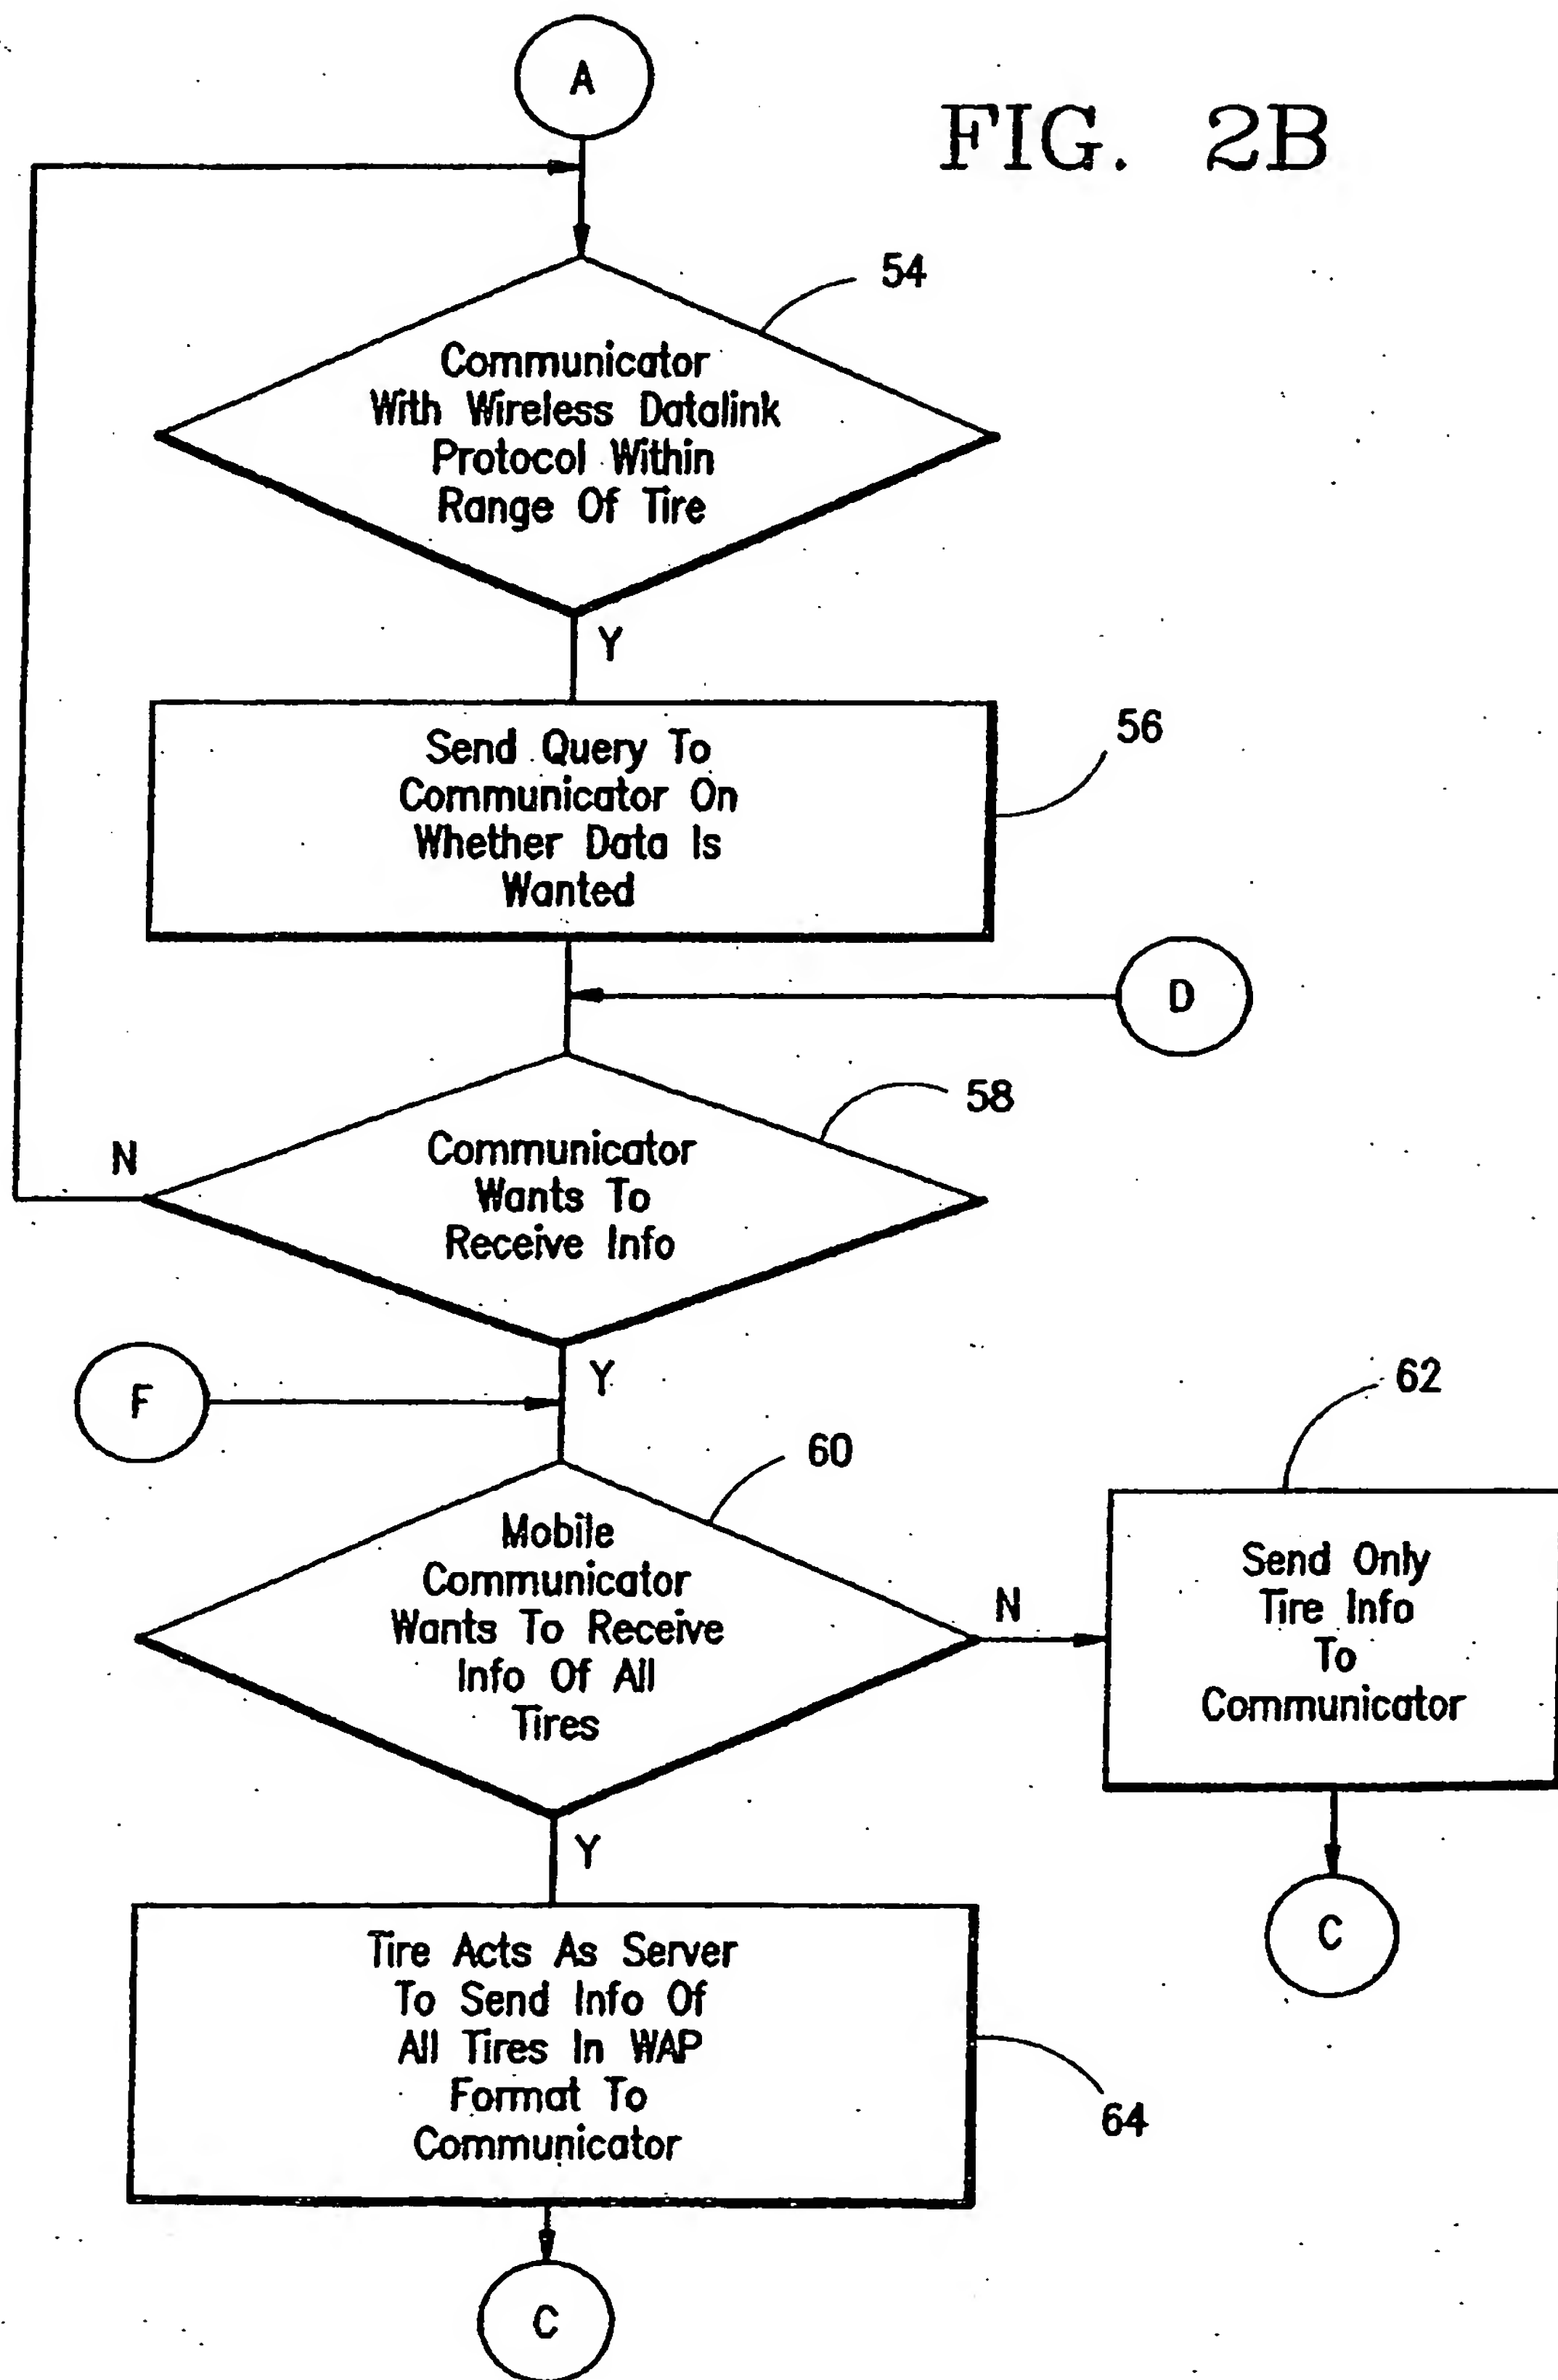 A
FIG. 2B
54
Communicator
With Wireless Datalink
Protocol Within
Range Of Tire
Y
56
Send Query To
Communicator On
Whether Data Is
Wanted
D
58
N
Communicator
Wants To
Receive Info
Y
F
62
60
Mobile
Communicator
Wants To Receive
Info Of All
Tires
N
Send Only
Tire Info
To
Communicator
Y
C
Tire Acts As Server
To Send Info Of
All Tires In WAP
Format To
Communicator
64
C